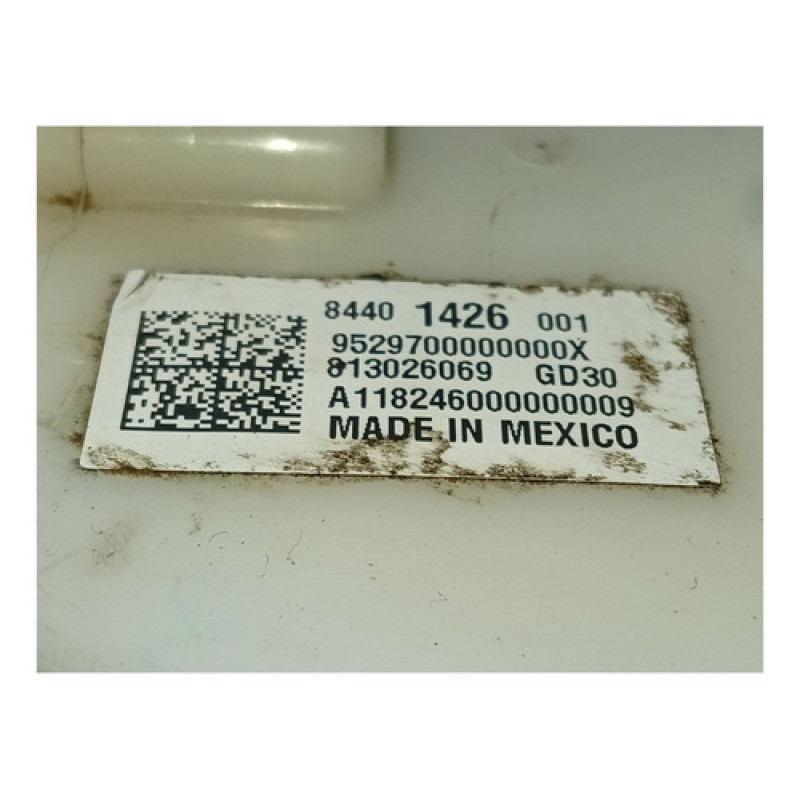 8440 1426 001
9529700000000X
813026069 GD30
A118246000000009
MADE IN MEXICO